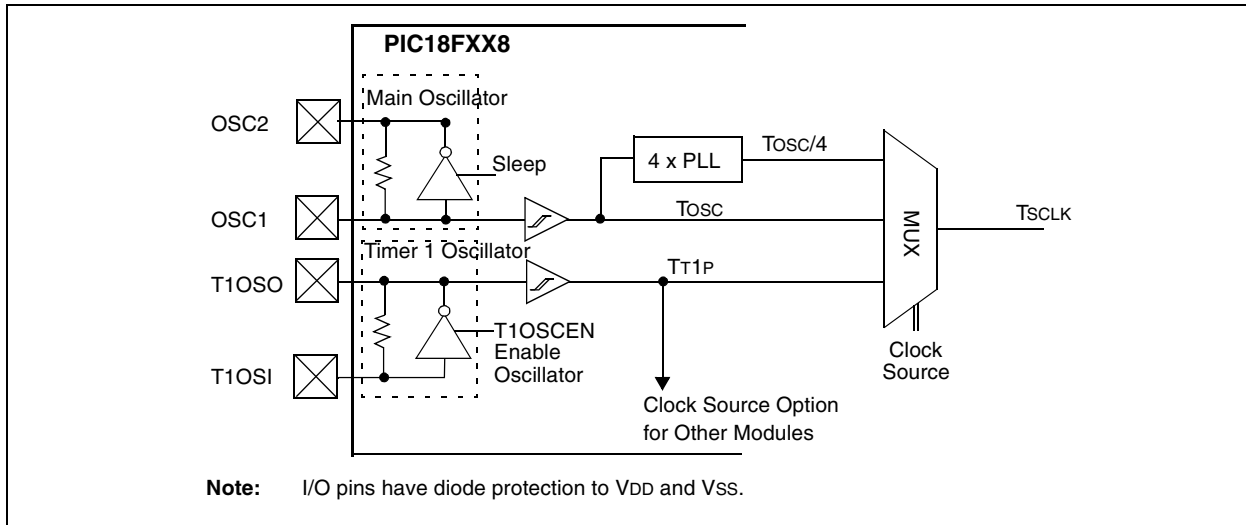 PIC18FXX8
Main Oscillator
OSC2
Sleep
4 x PLL
TOSC/4
OSC1
TOSC
MUX
TSCLK
Timer 1 Oscillator
T1OSO
TT1P
T1OSCEN
Enable
Oscillator
T1OSI
Clock
Source
Clock Source Option
for Other Modules
Note: I/O pins have diode protection to VDD and VSS.